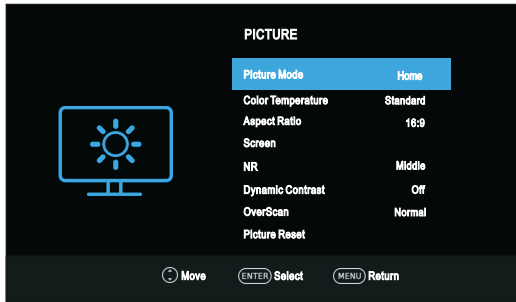 PICTURE
Picture Mode Home
Color Temperature Standard
Aspect Ratio 16:9
Screen
NR Middle
Dynamic Contrast Off
OverScan Normal
Picture Reset
Move ENTER Select MENU Return